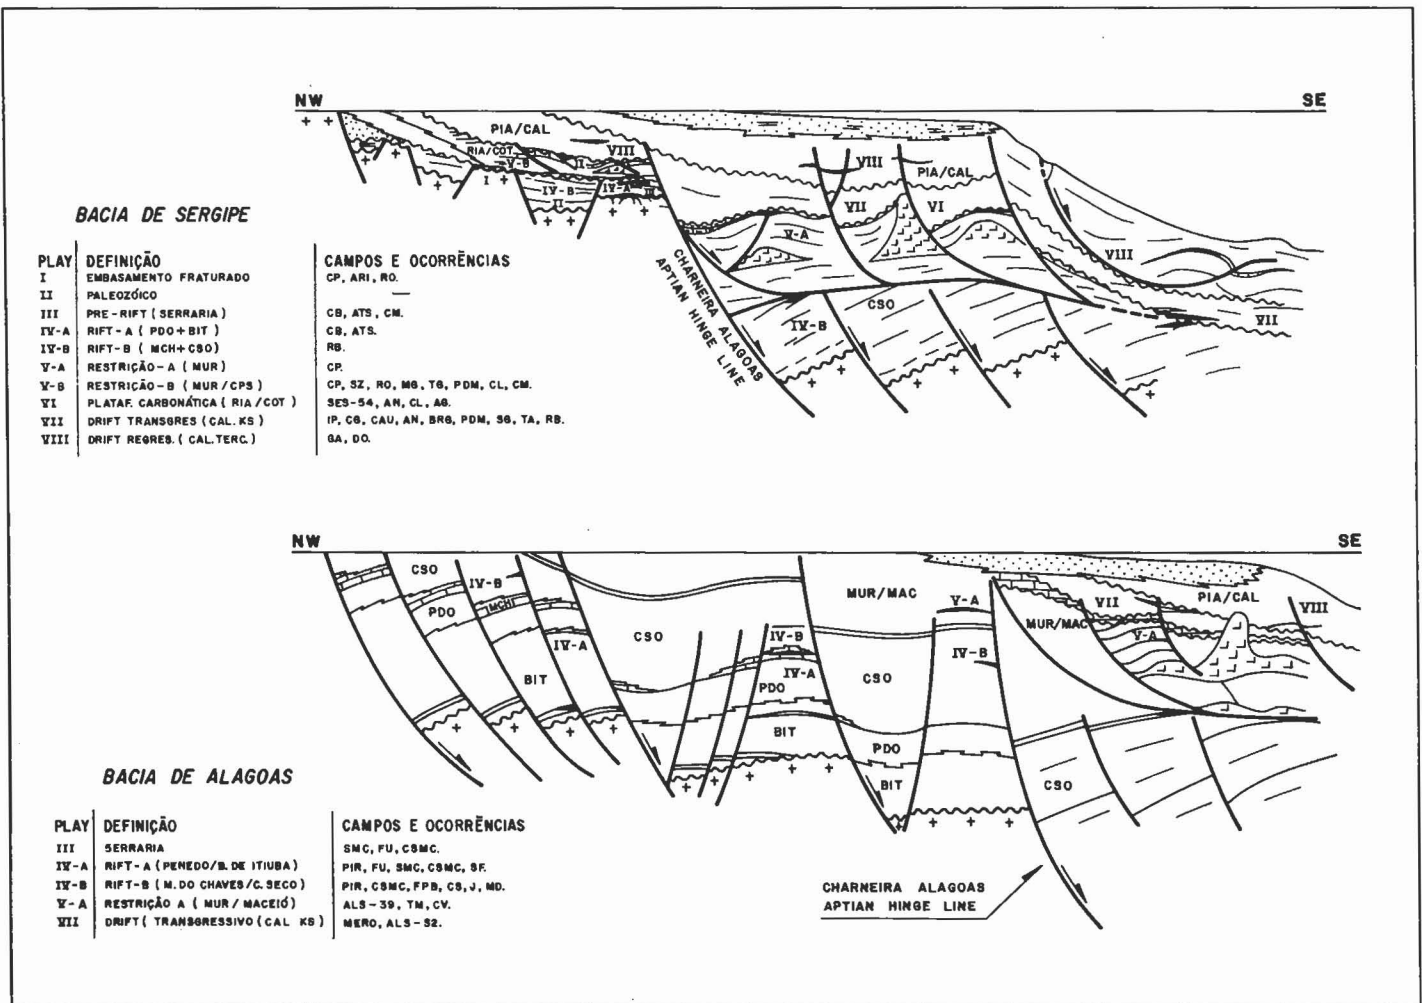 NW SE
PIA/CAL
RIA/COT V-B II VIII
I IV-B IV-A III
II
VIII PIA/CAL
VII VI
V-A
VIII
CSO
IV-B
VII
CHARNEIRA ALAGOAS
APTIAN HINGE LINE
BACIA DE SERGIPE
PLAY DEFINIÇÃO CAMPOS E OCORRÊNCIAS
I EMBASAMENTO FRATURADO CP, ARI, RO.
II PALEOZÓICO —
III PRE-RIFT (SERRARIA) CB, ATS, CM.
IV-A RIFT-A (PDO+BIT) CB, ATS.
IV-B RIFT-B (MCH+CSO) RB.
V-A RESTRIÇÃO-A (MUR) CP.
V-B RESTRIÇÃO-B (MUR/CPS) CP, SZ, RO, MG, TG, PDM, CL, CM.
VI PLATAF. CARBONÁTICA (RIA/COT) SES-54, AN, CL, AG.
VII DRIFT TRANSGRES (CAL. KS) IP, CG, CAU, AN, BRG, PDM, SG, TA, RB.
VIII DRIFT REGRES. (CAL. TERC.) GA, DO.
NW SE
CSO IV-B
PDO MCH
IV-A
BIT
CSO
IV-B
IV-A
PDO
BIT
MUR/MAC
CSO
PDO
BIT
V-A
IV-B
MUR/MAC
VII
V-A
PIA/CAL
VIII
CSO
CHARNEIRA ALAGOAS
APTIAN HINGE LINE
BACIA DE ALAGOAS
PLAY DEFINIÇÃO CAMPOS E OCORRÊNCIAS
III SERRARIA SMC, FU, CSMC.
IV-A RIFT-A (PENEDO/B. DE ITIUBA) PIR, FU, SMC, CSMC, SF.
IV-B RIFT-B (M. DO CHAVES/C. SECO) PIR, CSMC, FPB, CS, J, MD.
V-A RESTRIÇÃO A (MUR / MACEIÓ) ALS-39, TM, CV.
VII DRIFT ( TRANSGRESSIVO (CAL KS) MERO, ALS-32.